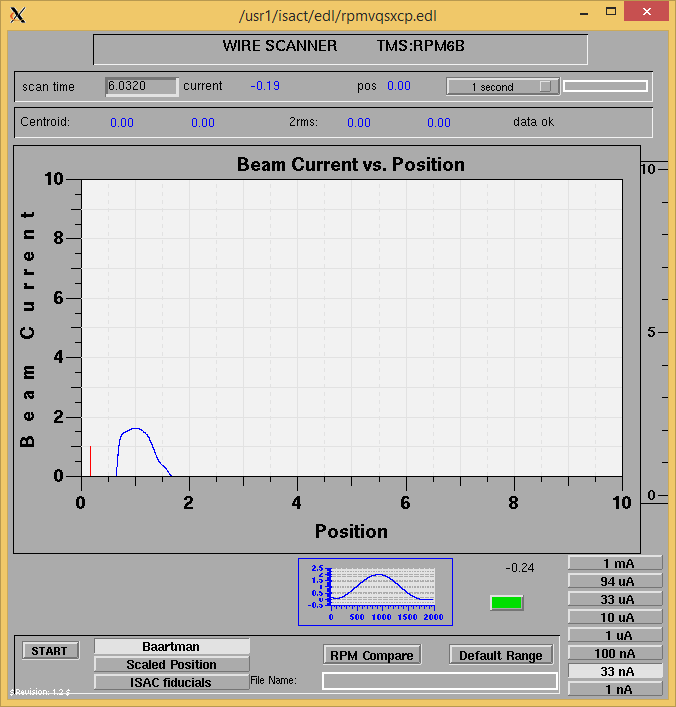 /usr1/isact/edl/rpmvqsxcp.edl
WIRE SCANNER TMS:RPM6B
scan time 6.0320 current -0.19 pos 0.00 1 second
Centroid: 0.00 0.00 2rms: 0.00 0.00 data ok
Beam Current vs. Position
10
8
6
4
2
0
Beam Current
0 2 4 6 8 10
Position
10
5
0
2.5
2.0
1.5
1.0
0.5
0.0
-0.5
0 500 1000 1500 2000
-0.24
1 mA
94 uA
33 uA
10 uA
1 uA
100 nA
33 nA
1 nA
START
Baartman
Scaled Position
ISAC fiducials
RPM Compare
Default Range
File Name:
$Revision: 1.2 $